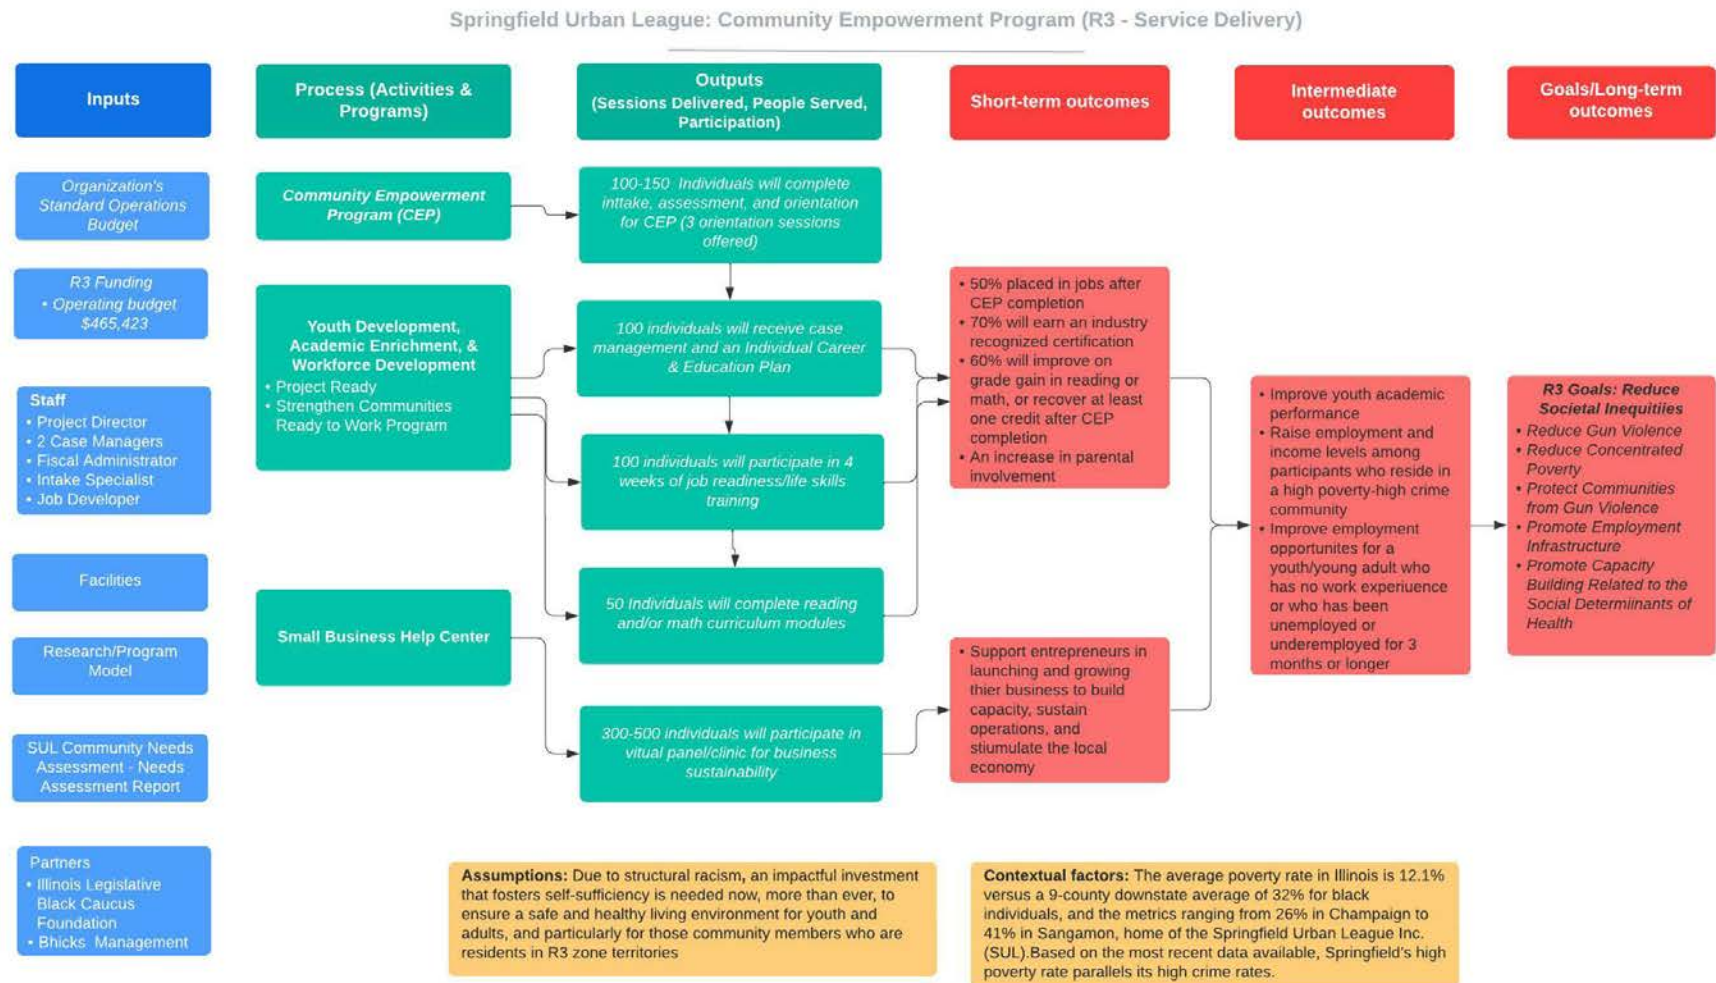 Springfield Urban League: Community Empowerment Program (R3 - Service Delivery)
Inputs
Process (Activities &
Programs)
Outputs
(Sessions Delivered, People Served,
Participation)
Short-term outcomes
Intermediate
outcomes
Goals/Long-term
outcomes
Organization's
Standard Operations
Budget
R3 Funding
• Operating budget
$465,423
Staff
• Project Director
• 2 Case Managers
• Fiscal Administrator
• Intake Specialist
• Job Developer
Facilities
Research/Program
Model
SUL Community Needs
Assessment - Needs
Assessment Report
Partners
• Illinois Legislative
Black Caucus
Foundation
• Bhicks Management
Community Empowerment
Program (CEP)
Youth Development,
Academic Enrichment, &
Workforce Development
• Project Ready
• Strengthen Communities
Ready to Work Program
Small Business Help Center
100-150 Individuals will complete
inttake, assessment, and orientation
for CEP (3 orientation sessions
offered)
100 individuals will receive case
management and an Individual Career
& Education Plan
100 individuals will participate in 4
weeks of job readiness/life skills
training
50 Individuals will complete reading
and/or math curriculum modules
300-500 individuals will participate in
vitual panel/clinic for business
sustainability
• 50% placed in jobs after
CEP completion
• 70% will earn an industry
recognized certification
• 60% will improve on
grade gain in reading or
math, or recover at least
one credit after CEP
completion
• An increase in parental
involvement
• Support entrepreneurs in
launching and growing
thier business to build
capacity, sustain
operations, and
stiumulate the local
economy
• Improve youth academic
performance
• Raise employment and
income levels among
participants who reside in
a high poverty-high crime
community
• Improve employment
opportunites for a
youth/young adult who
has no work experiuence
or who has been
unemployed or
underemployed for 3
months or longer
R3 Goals: Reduce
Societal Inequitiies
• Reduce Gun Violence
• Reduce Concentrated
Poverty
• Protect Communities
from Gun Violence
• Promote Employment
Infrastructure
• Promote Capacity
Building Related to the
Social Determiinants of
Health
Assumptions: Due to structural racism, an impactful investment
that fosters self-sufficiency is needed now, more than ever, to
ensure a safe and healthy living environment for youth and
adults, and particularly for those community members who are
residents in R3 zone territories
Contextual factors: The average poverty rate in Illinois is 12.1%
versus a 9-county downstate average of 32% for black
individuals, and the metrics ranging from 26% in Champaign to
41% in Sangamon, home of the Springfield Urban League Inc.
(SUL).Based on the most recent data available, Springfield's high
poverty rate parallels its high crime rates.